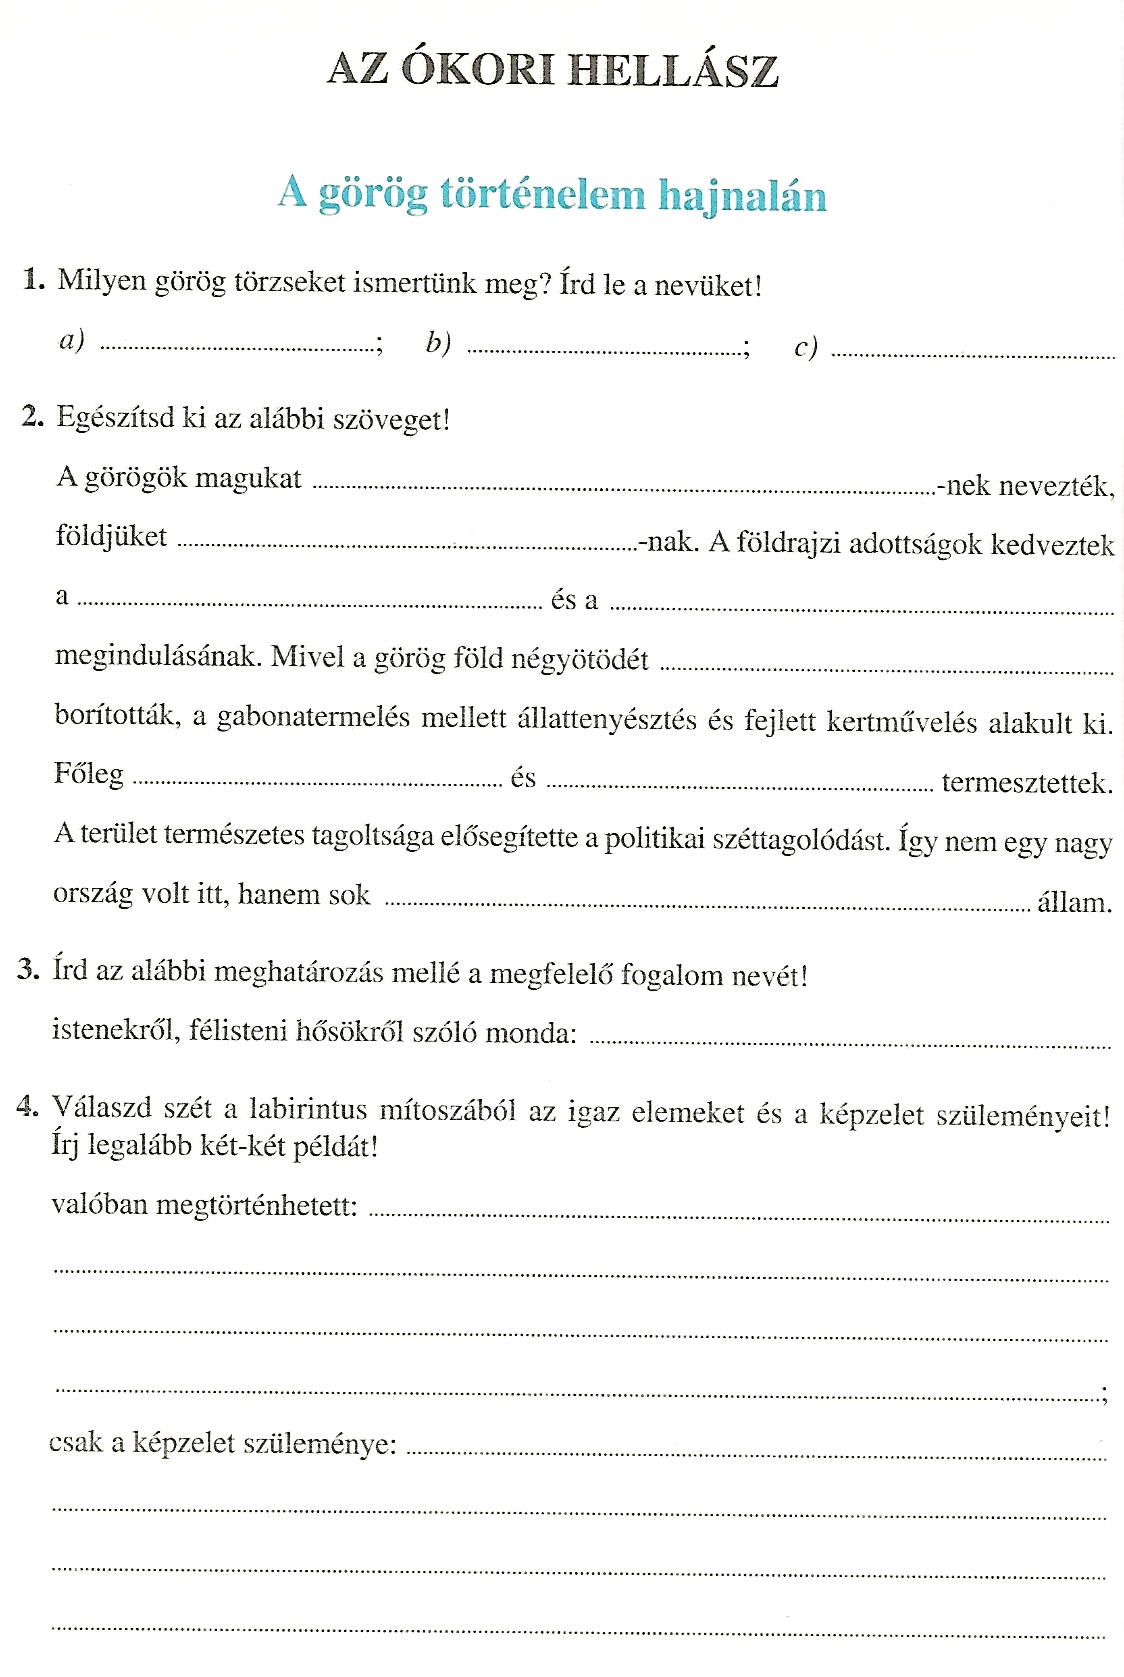 AZ ÓKORI HELLÁSZ
A görög történelem hajnalán
1. Milyen görög törzseket ismertünk meg? Írd le a nevüket!
a) ........................................; b) ........................................; c) ........................................
2. Egészítsd ki az alábbi szöveget!
A görögök magukat ........................................-nek nevezték,
földjüket ........................................-nak. A földrajzi adottságok kedveztek
a ........................................ és a ........................................
megindulásának. Mivel a görög föld négyötödét ........................................
borították, a gabonatermelés mellett állattenyésztés és fejlett kertművelés alakult ki.
Főleg ........................................ és ........................................ termesztettek.
A terület természetes tagoltsága elősegítette a politikai széttagolódást. Így nem egy nagy
ország volt itt, hanem sok ........................................ állam.
3. Írd az alábbi meghatározás mellé a megfelelő fogalom nevét!
istenekről, félisteni hősökről szóló monda: ........................................
4. Válaszd szét a labirintus mítoszából az igaz elemeket és a képzelet szüleményeit!
Írj legalább két-két példát!
valóban megtörténhetett: ........................................
........................................
........................................
........................................;
csak a képzelet szüleménye: ........................................
........................................
........................................
........................................